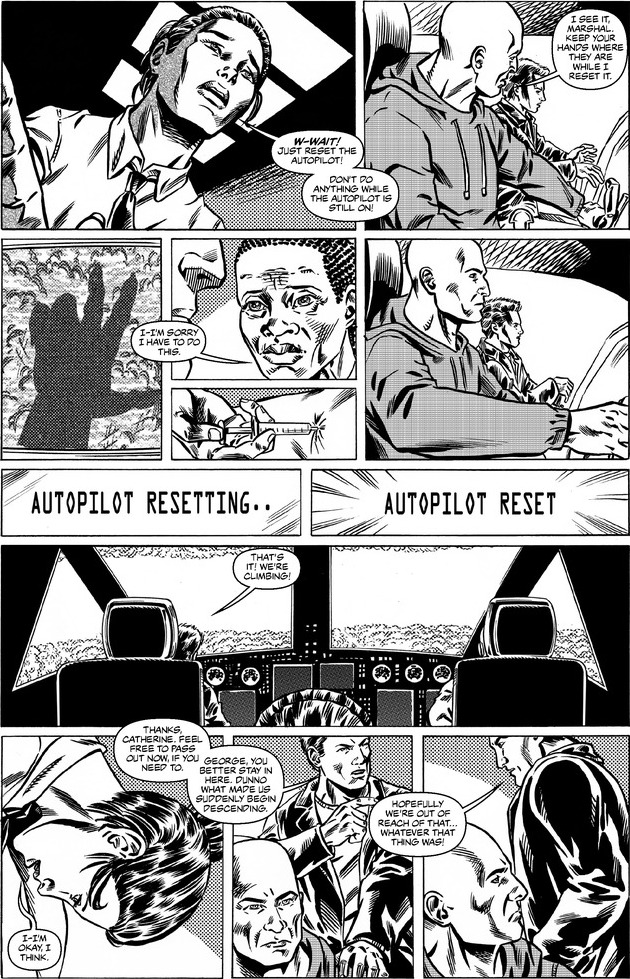 W-WAIT!
JUST RESET THE
AUTOPILOT!
DON'T DO
ANYTHING WHILE
THE AUTOPILOT IS
STILL ON!
I SEE IT,
MARSHAL.
KEEP YOUR
HANDS WHERE
THEY ARE
WHILE I
RESET IT.
I-I'M SORRY
I HAVE TO DO
THIS.
AUTOPILOT RESETTING..
AUTOPILOT RESET
THAT'S
IT! WE'RE
CLIMBING!
THANKS,
CATHERINE. FEEL
FREE TO PASS
OUT NOW, IF YOU
NEED TO.
I-I'M
OKAY, I
THINK.
GEORGE, YOU
BETTER STAY IN
HERE. DUNNO
WHAT MADE US
SUDDENLY BEGIN
DESCENDING.
HOPEFULLY
WE'RE OUT OF
REACH OF THAT...
WHATEVER THAT
THING WAS!